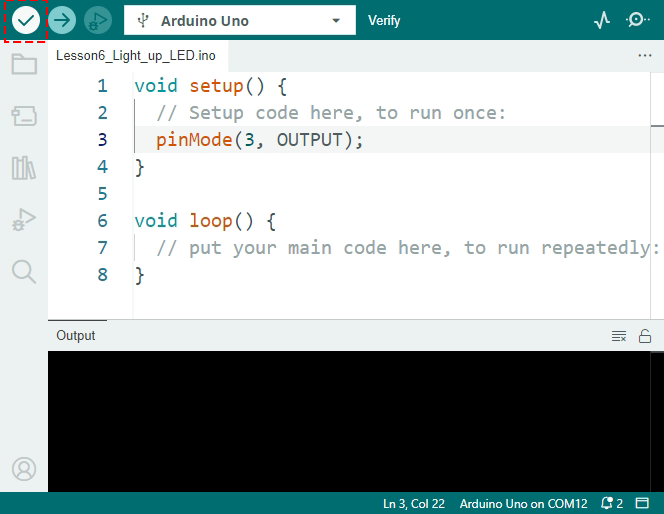 Arduino Uno Verify
Lesson6_Light_up_LED.ino ...
1 void setup() {
2 // Setup code here, to run once:
3 pinMode(3, OUTPUT);
4 }
5
6 void loop() {
7 // put your main code here, to run repeatedly:
8 }
Output
Ln 3, Col 22 Arduino Uno on COM12 2